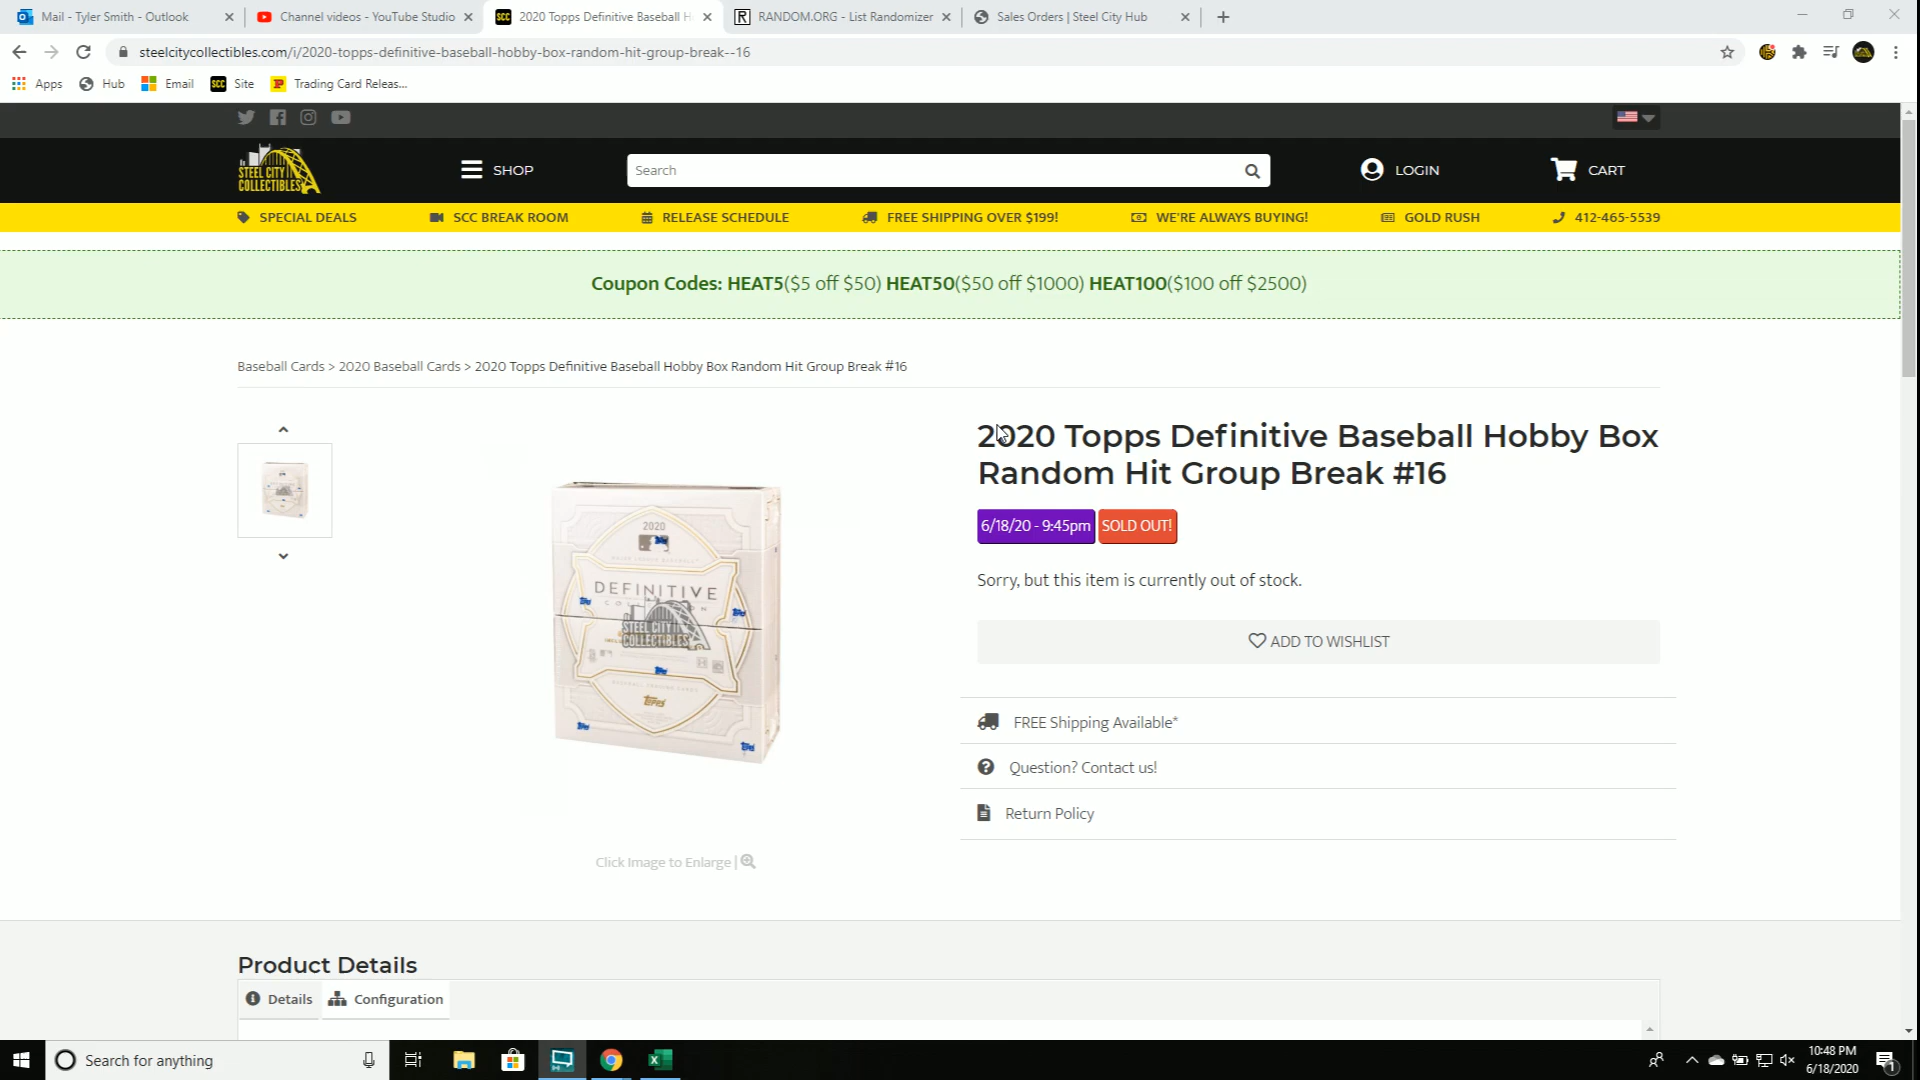 Mail - Tyler Smith - Outlook
Channel videos - YouTube Studio
2020 Topps Definitive Baseball H
RANDOM.ORG - List Randomizer
Sales Orders | Steel City Hub
steelcitycollectibles.com/i/2020-topps-definitive-baseball-hobby-box-random-hit-group-break--16
Apps
Hub
Email
Site
Trading Card Releas...
STEEL CITY
COLLECTIBLES
SHOP
Search
LOGIN
CART
SPECIAL DEALS
SCC BREAK ROOM
RELEASE SCHEDULE
FREE SHIPPING OVER $199!
WE'RE ALWAYS BUYING!
GOLD RUSH
412-465-5539
Coupon Codes: HEAT5($5 off $50) HEAT50($50 off $1000) HEAT100($100 off $2500)
Baseball Cards > 2020 Baseball Cards > 2020 Topps Definitive Baseball Hobby Box Random Hit Group Break #16
2020 Topps Definitive Baseball Hobby Box
Random Hit Group Break #16
6/18/20 - 9:45pm
SOLD OUT!
Sorry, but this item is currently out of stock.
ADD TO WISHLIST
FREE Shipping Available*
Question? Contact us!
Return Policy
2020
DEFINITIVE
STEEL CITY
COLLECTIBLES
Topps
Click Image to Enlarge |
Product Details
Details
Configuration
Search for anything
10:48 PM
6/18/2020
1